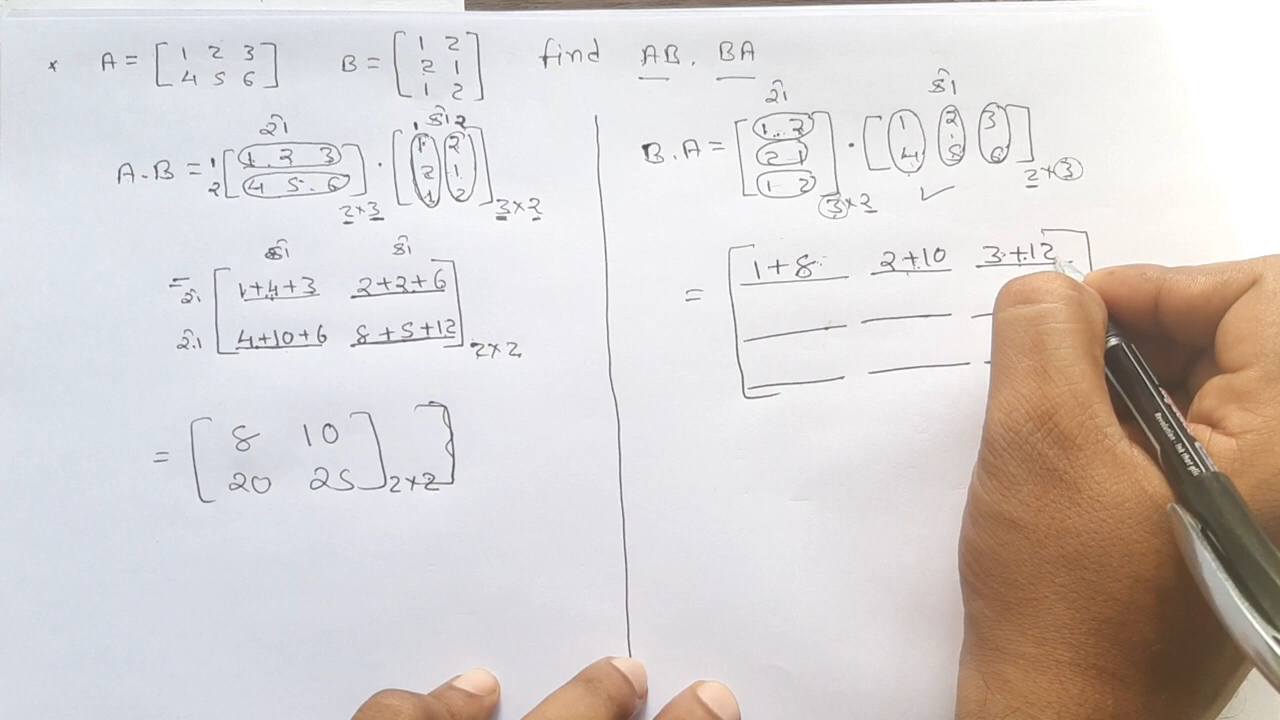 * A = [ 1 2 3 B = [ 1 2 find AB. BA
4 5 6 ] 2 1
1 2 ]
A.B = [ 1 2 3 . [ 1 2
4 5 6 ] 2×3 2 1
1 2 ] 3×2
= [ 1+4+3 2+2+6
4+10+6 8+5+12 ] 2×2
= [ 8 10
20 25 ] 2×2
B.A = [ 1 2 . [ 1 2 3
2 1 4 5 6 ] 2×3
1 2 ] 3×2 ✓
= [ 1+8 2+10 3+12